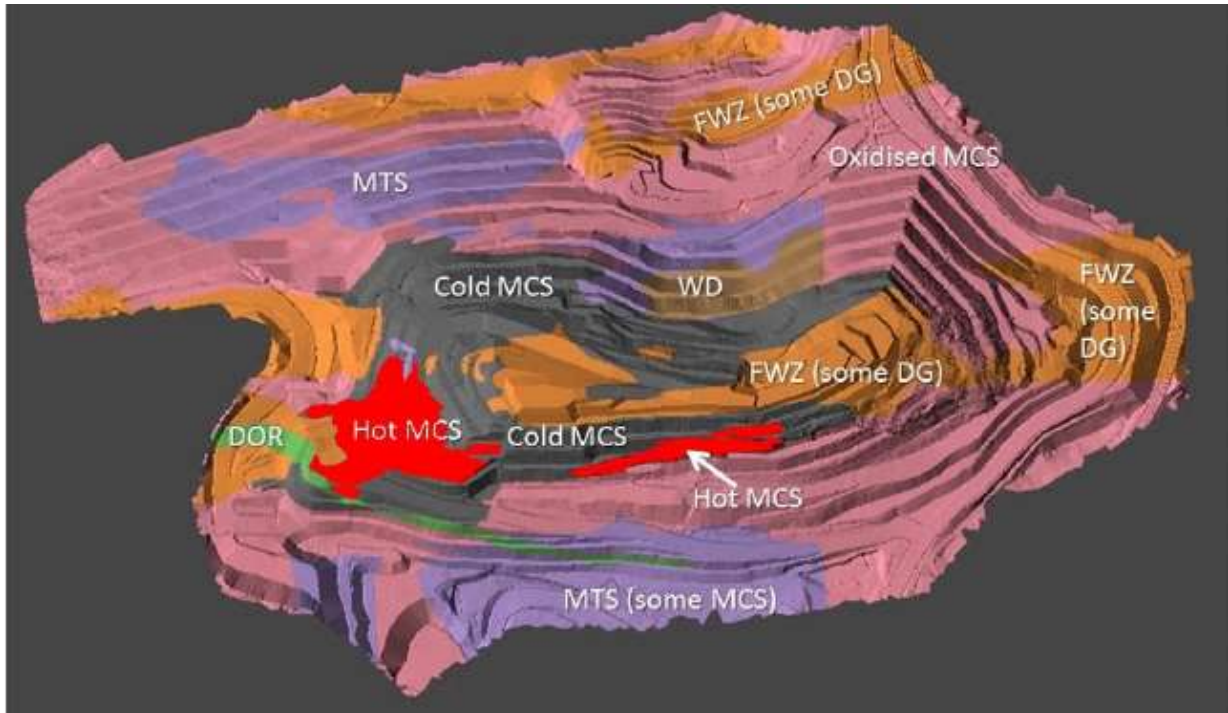 FWZ (some DG)
Oxidised MCS
MTS
Cold MCS
WD
FWZ
(some
DG)
FWZ (some DG)
DOR
Hot MCS
Cold MCS
Hot MCS
MTS (some MCS)